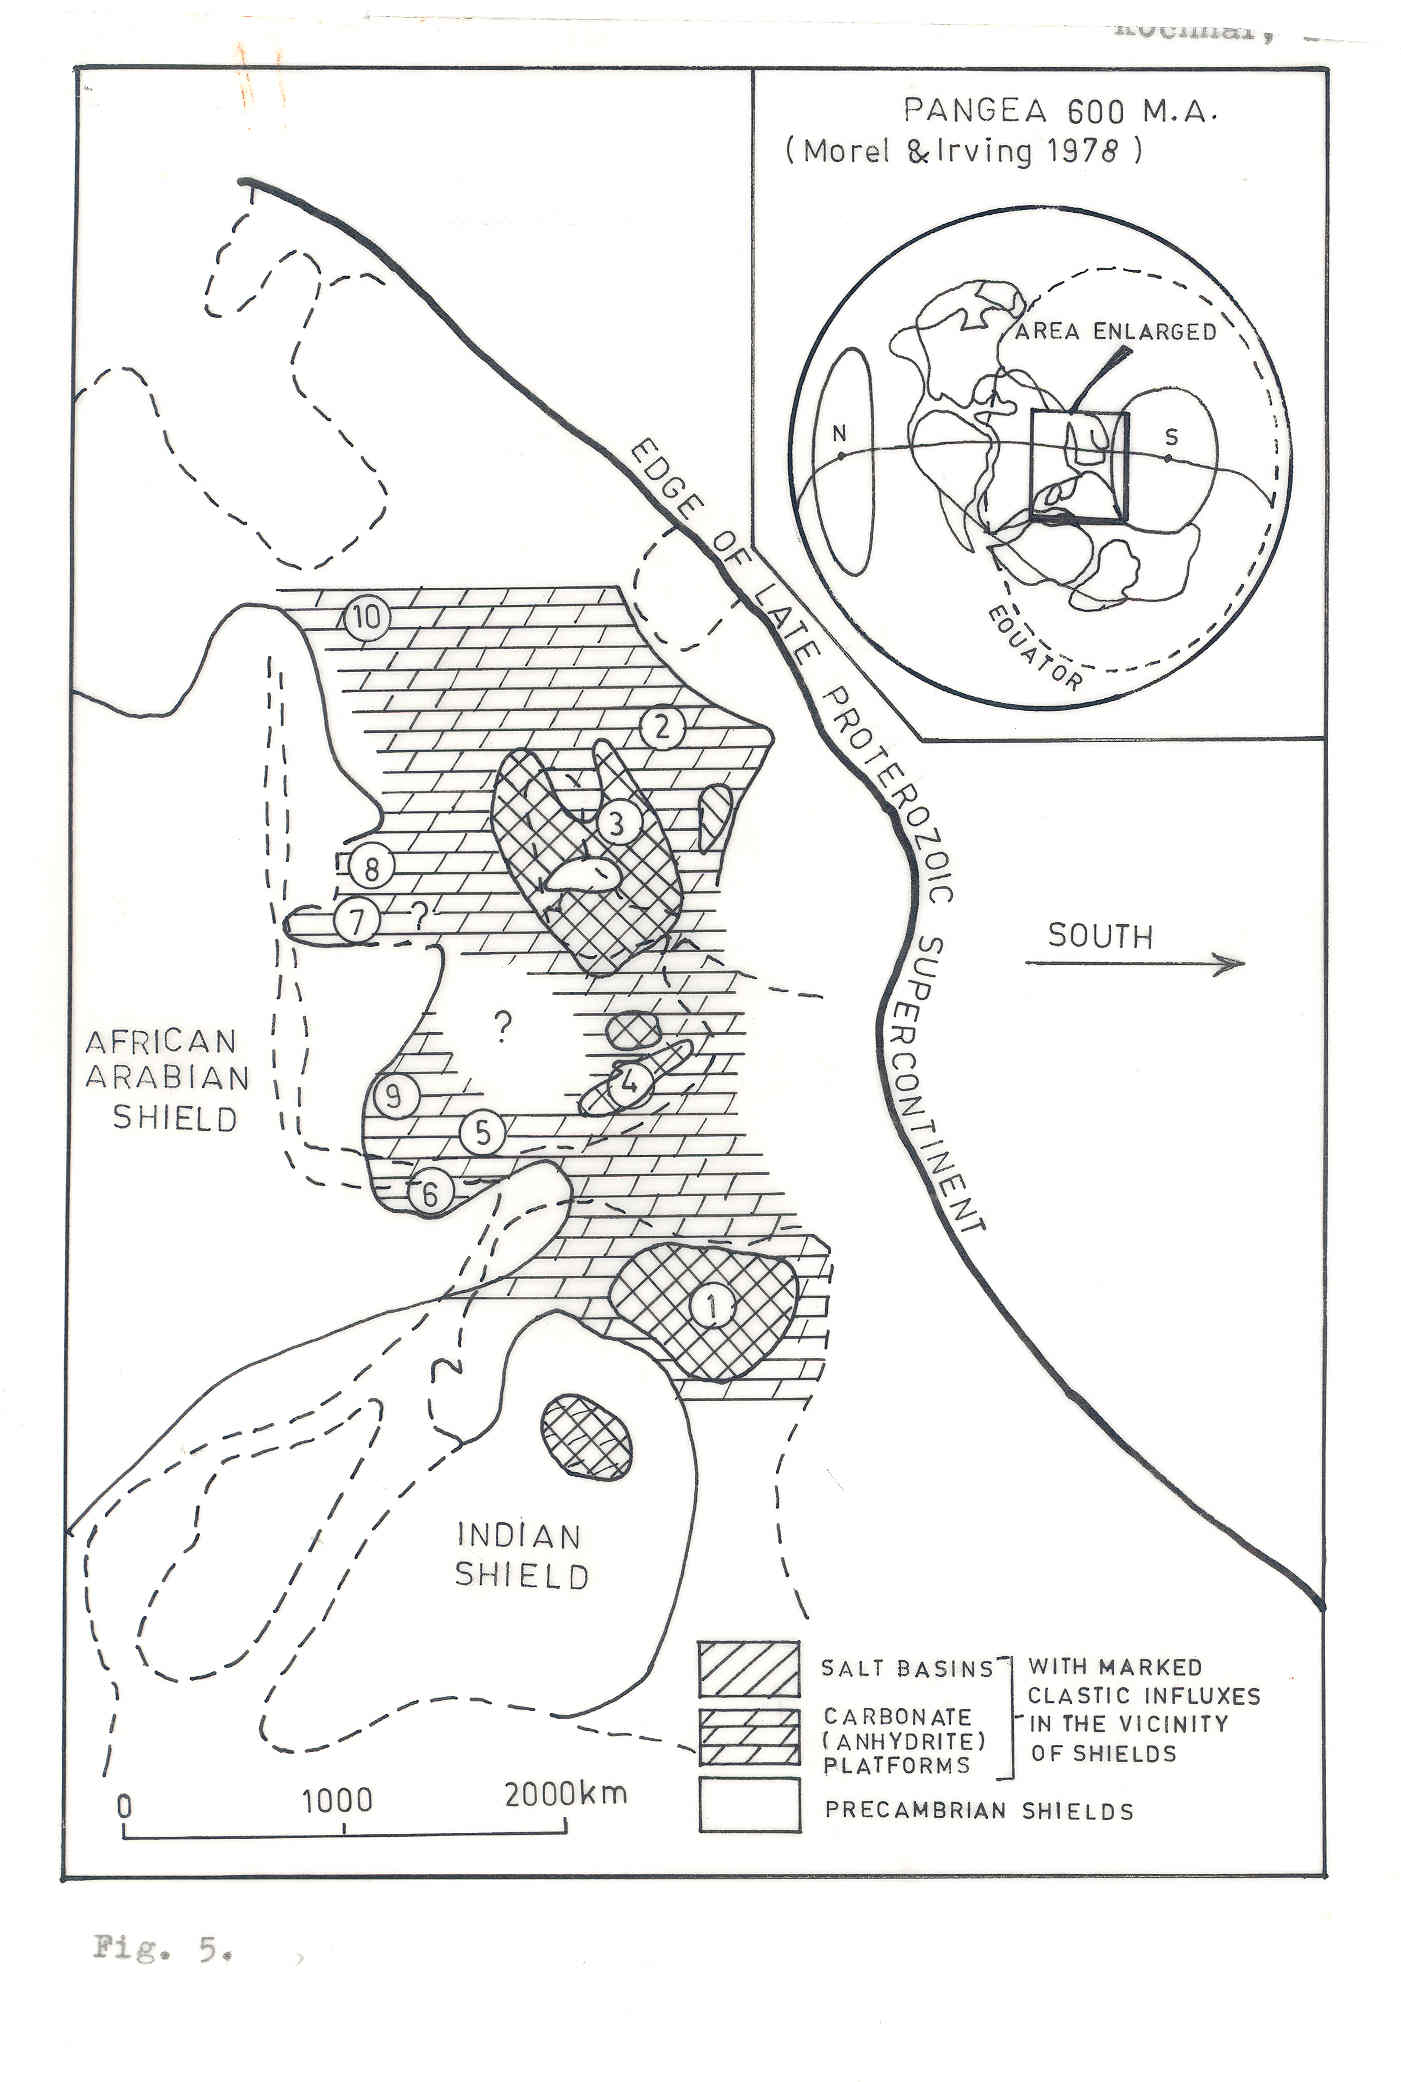 PANGEA 600 M.A.
(Morel & Irving 1978)
AREA ENLARGED
N
S
EQUATOR
EDGE OF LATE PROTEROZOIC SUPERCONTINENT
10
2
3
8
7 ?
SOUTH
?
AFRICAN
ARABIAN
SHIELD
4
9
5
6
1
INDIAN
SHIELD
SALT BASINS
CARBONATE
(ANHYDRITE)
PLATFORMS
WITH MARKED
CLASTIC INFLUXES
IN THE VICINITY
OF SHIELDS
PRECAMBRIAN SHIELDS
0 1000 2000km
Fig. 5.